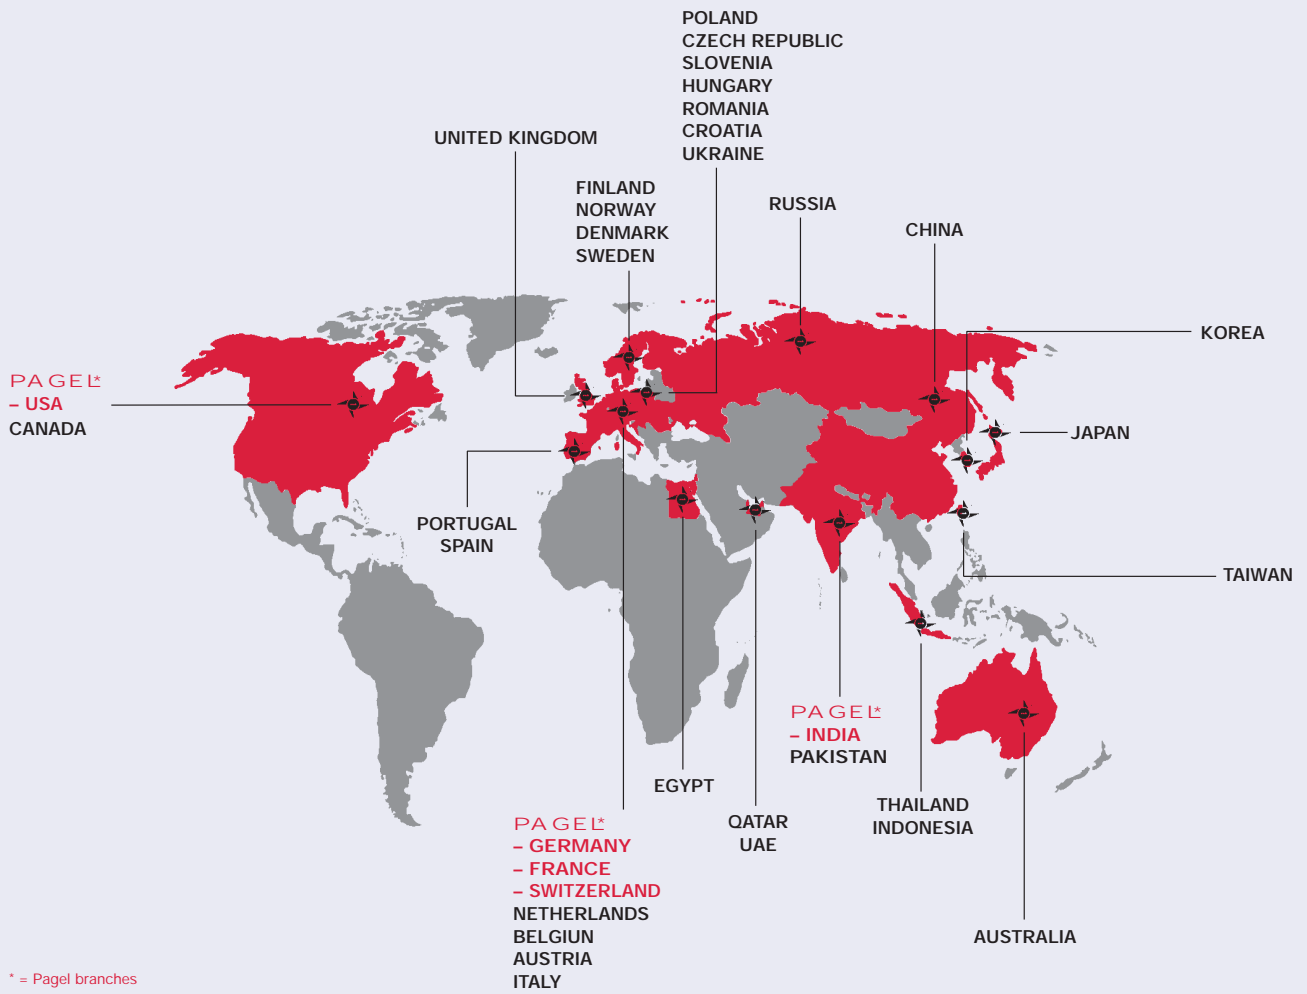 POLAND
CZECH REPUBLIC
SLOVENIA
HUNGARY
ROMANIA
CROATIA
UKRAINE
UNITED KINGDOM
FINLAND
NORWAY
DENMARK
SWEDEN
RUSSIA
CHINA
KOREA
PAGEL*
– USA
CANADA
JAPAN
PORTUGAL
SPAIN
TAIWAN
PAGEL*
– INDIA
PAKISTAN
EGYPT
THAILAND
INDONESIA
QATAR
UAE
PAGEL*
– GERMANY
– FRANCE
– SWITZERLAND
NETHERLANDS
BELGIUN
AUSTRIA
ITALY
AUSTRALIA
* = Pagel branches